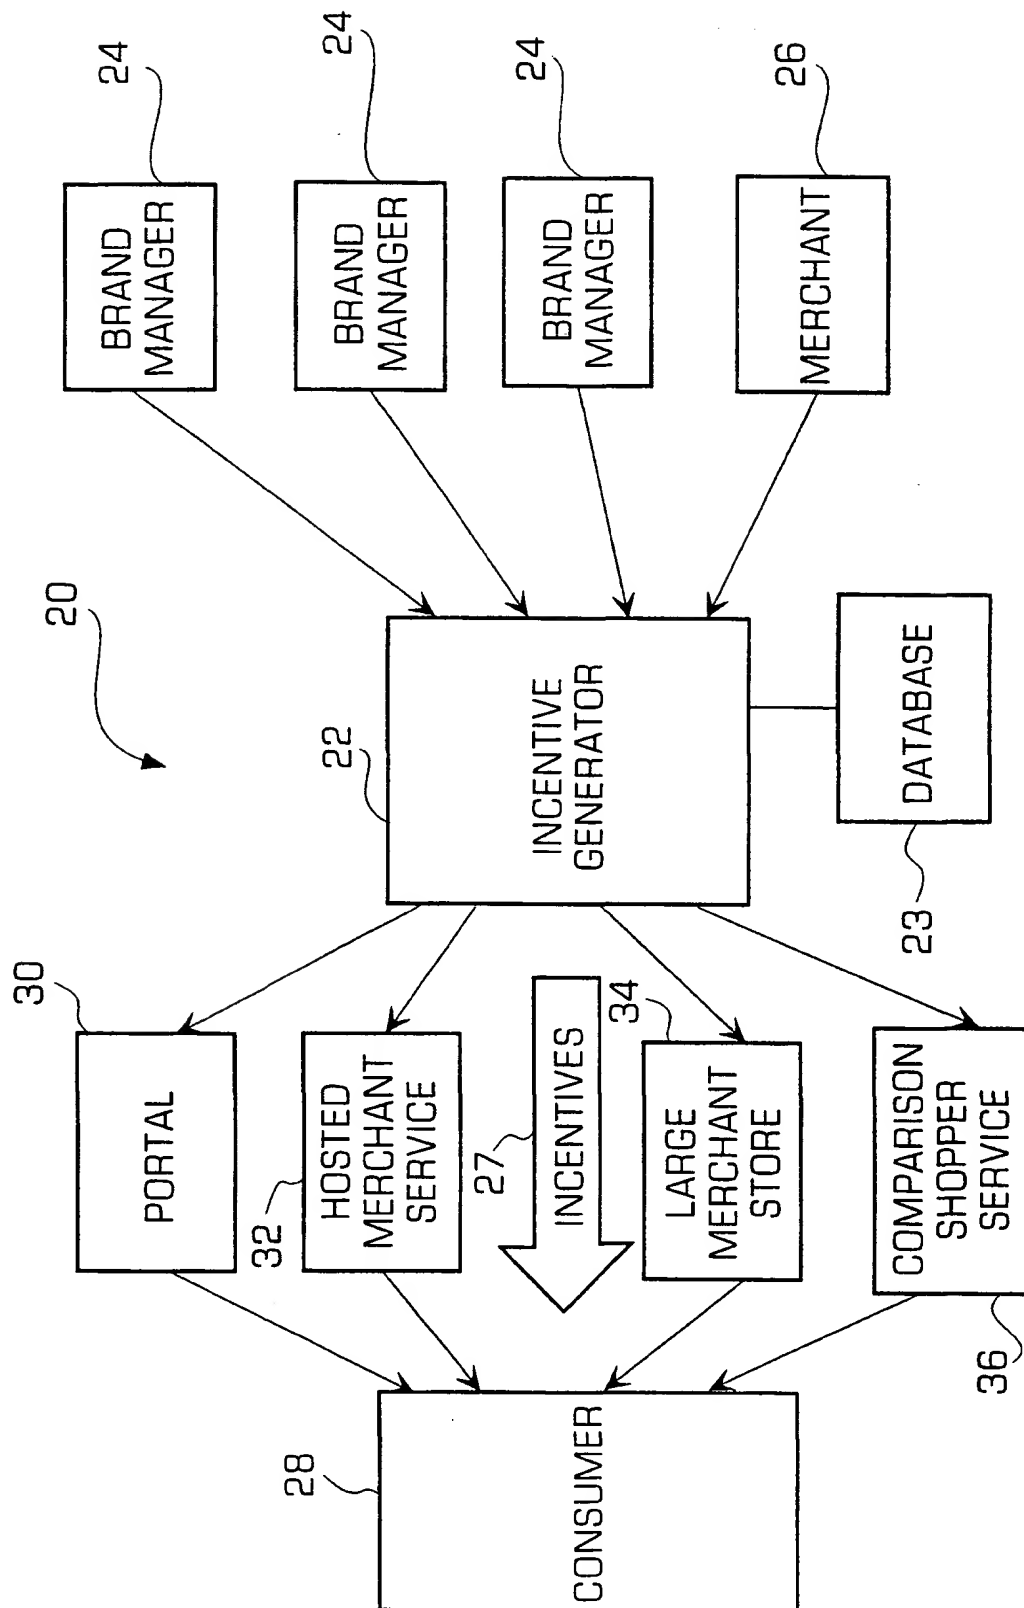 20
24
BRAND
MANAGER
24
BRAND
MANAGER
24
BRAND
MANAGER
26
MERCHANT
22
INCENTIVE
GENERATOR
23
DATABASE
30
PORTAL
32
HOSTED
MERCHANT
SERVICE
27
INCENTIVES
34
LARGE
MERCHANT
STORE
36
COMPARISON
SHOPPER
SERVICE
28
CONSUMER